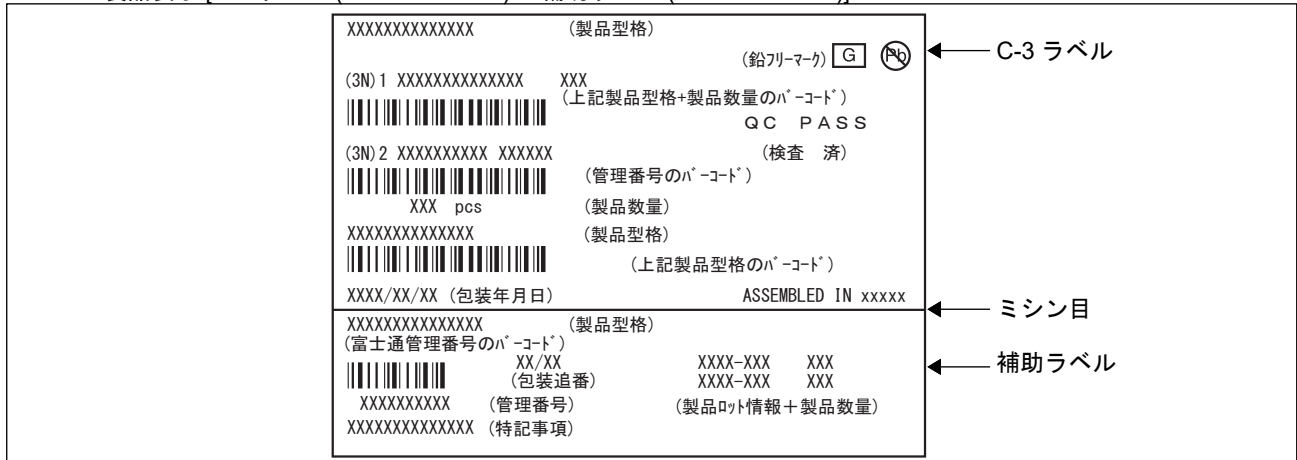 XXXXXXXXXXXXXX (製品型格)
(鉛ﾌﾘｰﾏｰｸ) G Pb
C-3 ラベル
(3N)1 XXXXXXXXXXXXXX XXX
(上記製品型格+製品数量のﾊﾞｰｺｰﾄﾞ)
QC PASS
(3N)2 XXXXXXXXXX XXXXXX (検査 済)
(管理番号のﾊﾞｰｺｰﾄﾞ)
XXX pcs (製品数量)
XXXXXXXXXXXXXX (製品型格)
(上記製品型格のﾊﾞｰｺｰﾄﾞ)
XXXX/XX/XX (包装年月日) ASSEMBLED IN xxxxx
ミシン目
XXXXXXXXXXXXXXX (製品型格)
(富士通管理番号のﾊﾞｰｺｰﾄﾞ)
XX/XX XXXX-XXX XXX
(包装追番) XXXX-XXX XXX
補助ラベル
XXXXXXXXXX (管理番号) (製品ﾛｯﾄ情報＋製品数量)
XXXXXXXXXXXXXX (特記事項)